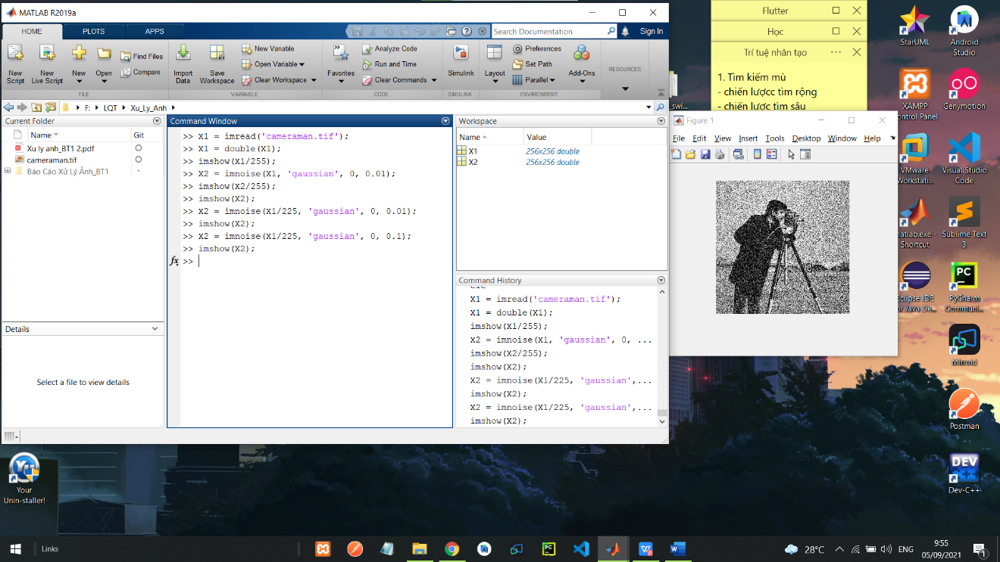 MATLAB R2019a
HOME PLOTS APPS
Search Documentation
Sign In
New Script
New Live Script
New
Open
Find Files
Compare
Import Data
Save Workspace
New Variable
Open Variable
Clear Workspace
Favorites
Analyze Code
Run and Time
Clear Commands
Simulink
Layout
Preferences
Set Path
Parallel
Add-Ons
RESOURCES
FILE VARIABLE CODE SIMULINK ENVIRONMENT
F: LQT Xu_Ly_Anh
Current Folder
Name Git
Xu ly anh_BT1 2.pdf
cameraman.tif
Báo Cáo Xử Lý Ảnh_BT1
Details
Select a file to view details
Command Window
>> X1 = imread('cameraman.tif');
>> X1 = double(X1);
>> imshow(X1/255);
>> X2 = imnoise(X1, 'gaussian', 0, 0.01);
>> imshow(X2/255);
>> imshow(X2);
>> X2 = imnoise(X1/225, 'gaussian', 0, 0.01);
>> imshow(X2);
>> X2 = imnoise(X1/225, 'gaussian', 0, 0.1);
>> imshow(X2);
fx >>
Workspace
Name Value
X1 256x256 double
X2 256x256 double
Command History
X1 = imread('cameraman.tif');
X1 = double(X1);
imshow(X1/255);
X2 = imnoise(X1, 'gaussian', 0, ...
imshow(X2/255);
imshow(X2);
X2 = imnoise(X1/225, 'gaussian',...
imshow(X2);
X2 = imnoise(X1/225, 'gaussian',...
imshow(X2);
Flutter
Học
Trí tuệ nhân tạo
1. Tìm kiếm mù
- chiến lượcc tìm rộng
- chiến lược tìm sâu
Figure 1
File Edit View Insert Tools Desktop Window Help
StarUML
Android Studio
XAMPP
Control Panel
Genymotion
VMware
Workstati...
Visual Studio Code
matlab.exe - Shortcut
Sublime Text 3
Eclipse IDE
for Java De...
PyCharm
Communi...
Mirroid
Postman
Dev-C++
Your Unin-staller!
Links
28°C
ENG
9:55
05/09/2021